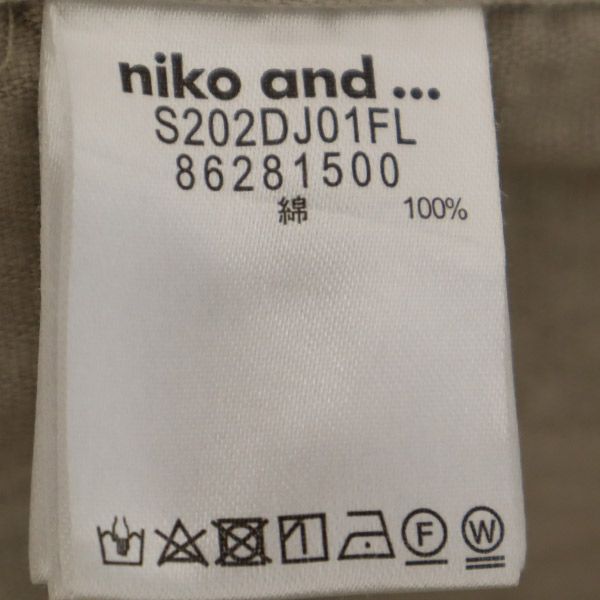 niko and ...
S202DJ01FL
86281500
綿 100%
F W